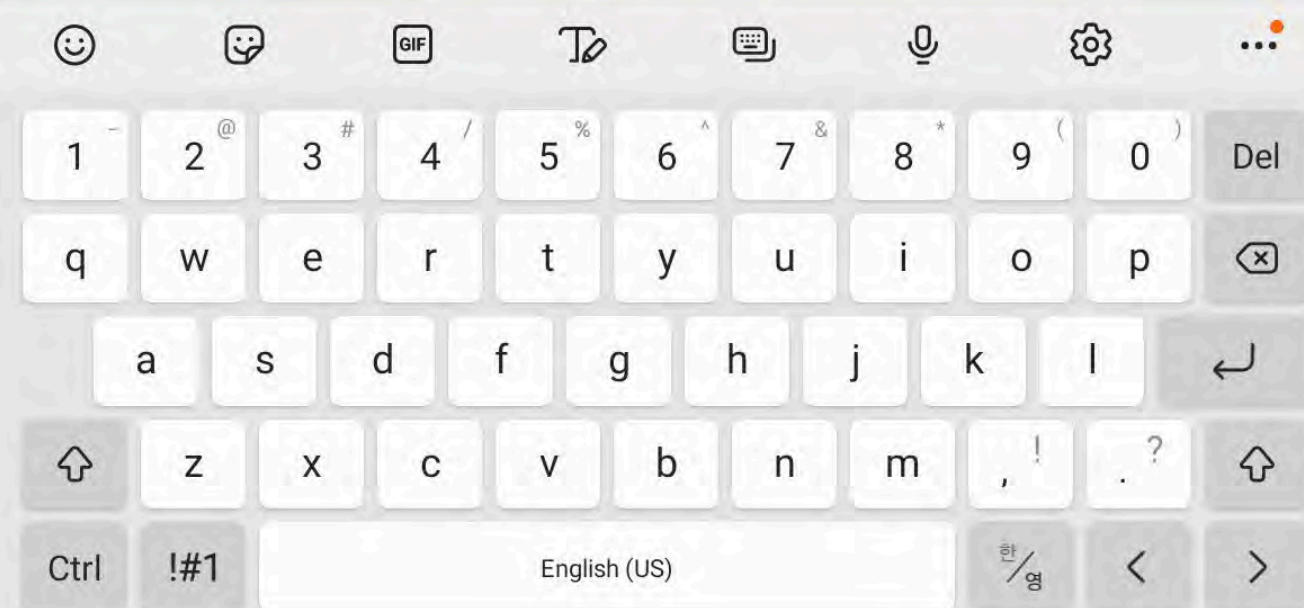 GIF
1 - 2 @ 3 # 4 / 5 % 6 ^ 7 & 8 * 9 ( 0 ) Del
q w e r t y u i o p
a s d f g h j k l
z x c v b n m , ! . ?
Ctrl !#1 English (US) 한/영 < >